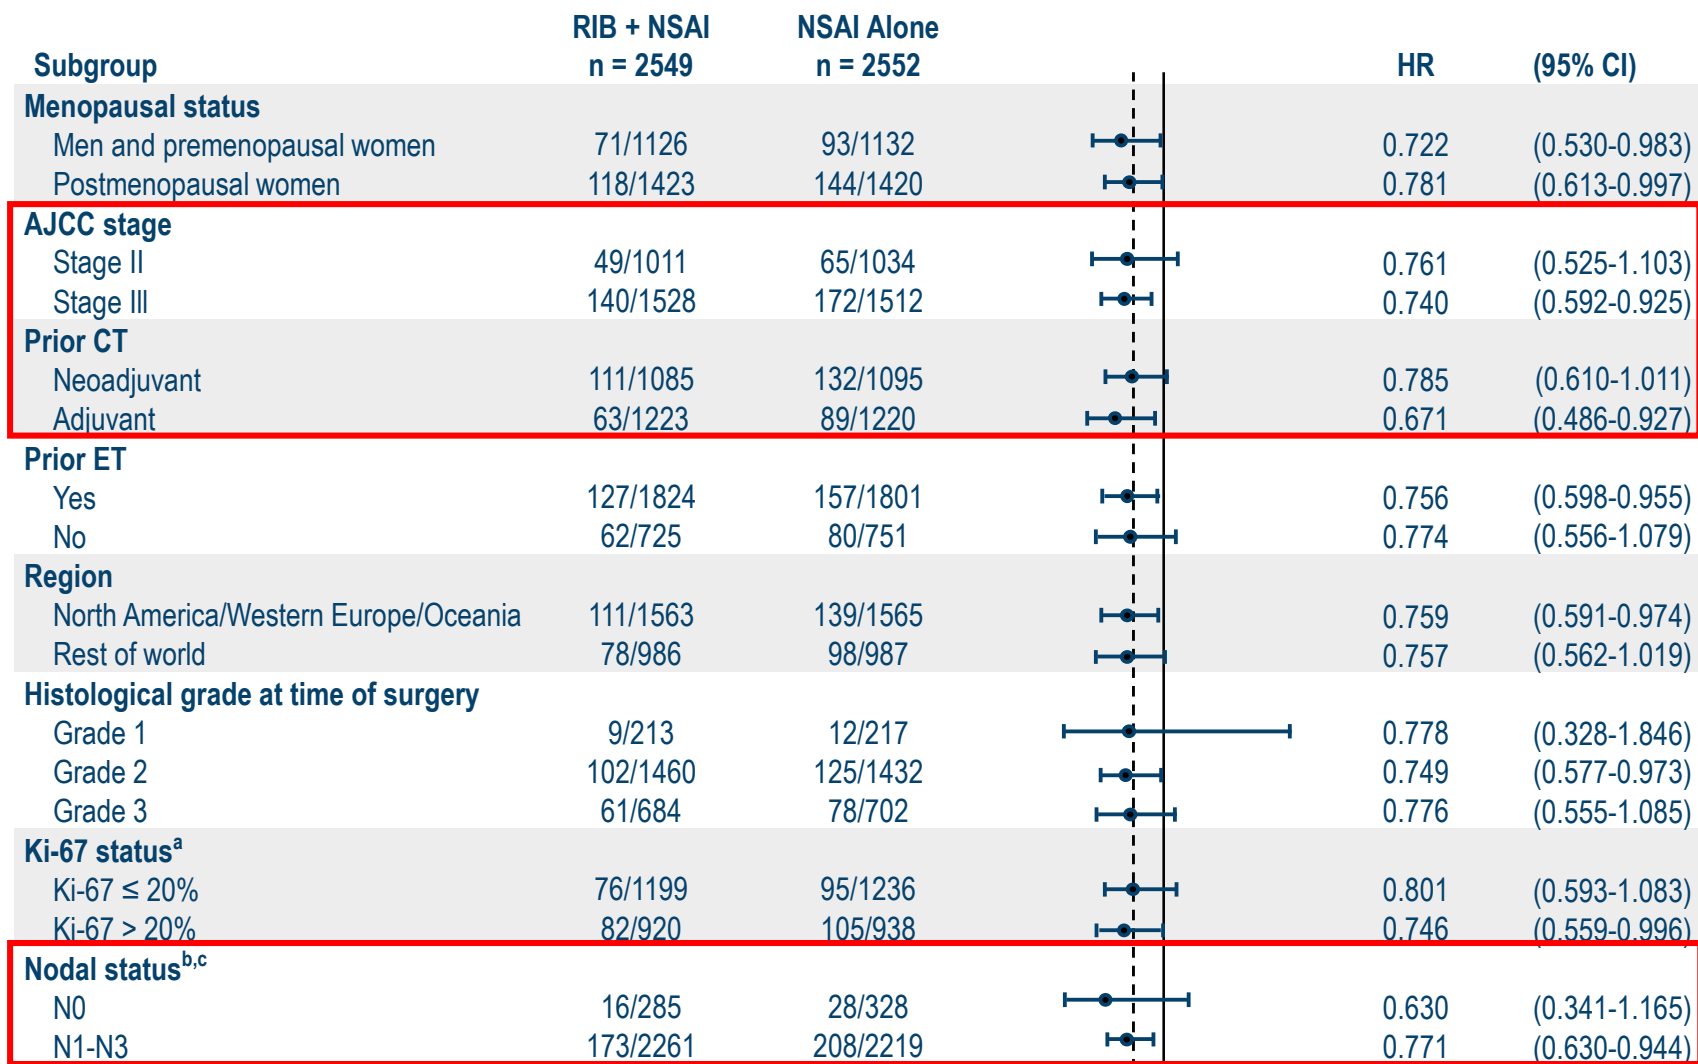 RIB + NSAI NSAI Alone
Subgroup n = 2549 n = 2552 HR (95% CI)
Menopausal status
Men and premenopausal women 71/1126 93/1132 0.722 (0.530-0.983)
Postmenopausal women 118/1423 144/1420 0.781 (0.613-0.997)
AJCC stage
Stage II 49/1011 65/1034 0.761 (0.525-1.103)
Stage III 140/1528 172/1512 0.740 (0.592-0.925)
Prior CT
Neoadjuvant 111/1085 132/1095 0.785 (0.610-1.011)
Adjuvant 63/1223 89/1220 0.671 (0.486-0.927)
Prior ET
Yes 127/1824 157/1801 0.756 (0.598-0.955)
No 62/725 80/751 0.774 (0.556-1.079)
Region
North America/Western Europe/Oceania 111/1563 139/1565 0.759 (0.591-0.974)
Rest of world 78/986 98/987 0.757 (0.562-1.019)
Histological grade at time of surgery
Grade 1 9/213 12/217 0.778 (0.328-1.846)
Grade 2 102/1460 125/1432 0.749 (0.577-0.973)
Grade 3 61/684 78/702 0.776 (0.555-1.085)
Ki-67 statusᵃ
Ki-67 ≤ 20% 76/1199 95/1236 0.801 (0.593-1.083)
Ki-67 > 20% 82/920 105/938 0.746 (0.559-0.996)
Nodal statusᵇ,ᶜ
N0 16/285 28/328 0.630 (0.341-1.165)
N1-N3 173/2261 208/2219 0.771 (0.630-0.944)